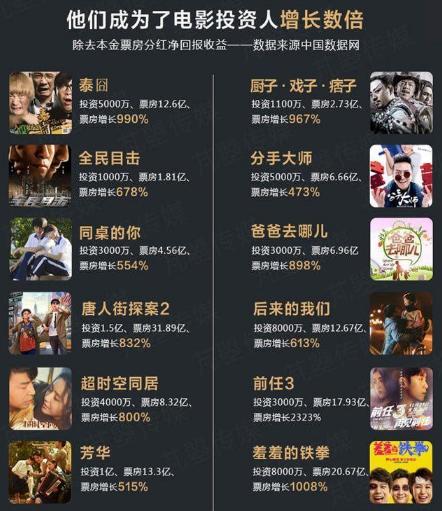 他们成为了电影投资人增长数倍
除去本金票房分红净回报收益——数据来源中国数据网
泰囧
投资5000万、票房12.6亿、
票房增长990%
厨子·戏子·痞子
投资1100万、票房2.73亿、
票房增长967%
全民目击
投资1000万、票房1.81亿、
票房增长678%
分手大师
投资5000万、票房6.66亿、
票房增长473%
同桌的你
投资3000万、票房4.56亿、
票房增长554%
爸爸去哪儿
投资3000万、票房6.96亿
票房增长898%
唐人街探案2
投资1.5亿、票房31.89亿、
票房增长832%
后来的我们
投资8000万、票房12.67亿、
票房增长613%
超时空同居
投资4000万、票房8.32亿、
票房增长800%
前任3
投资3000万、票房17.93亿、
票房增长2323%
芳华
投资1亿、票房13.3亿、
票房增长515%
羞羞的铁拳
投资8000万、票房20.67亿、
票房增长1008%
爸爸
去哪儿
前任
3
再见前任
羞羞的
铁拳